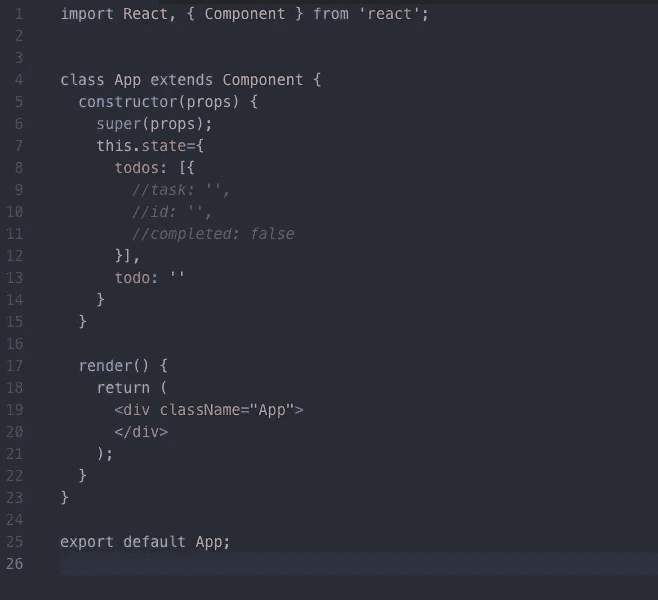 1 import React, { Component } from 'react';
2
3
4 class App extends Component {
5 constructor(props) {
6 super(props);
7 this.state={
8 todos: [{
9 //task: '',
10 //id: '',
11 //completed: false
12 }],
13 todo: ''
14 }
15 }
16
17 render() {
18 return (
19 <div className="App">
20 </div>
21 );
22 }
23 }
24
25 export default App;
26